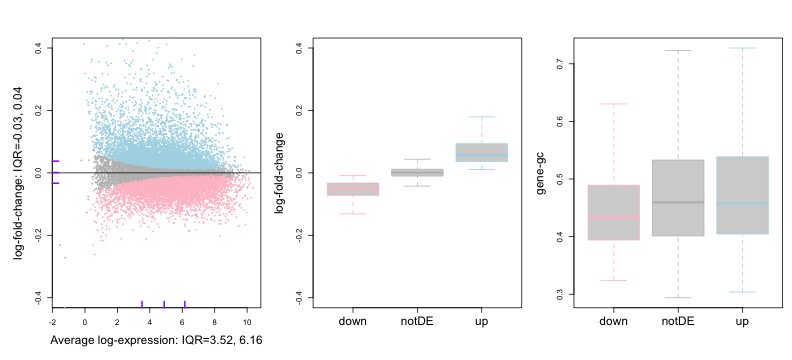 log-fold-change: IQR=-0.03, 0.04
0.4
0.2
0.0
-0.2
-0.4
-2 0 2 4 6 8 10
Average log-expression: IQR=3.52, 6.16
log-fold-change
0.4
0.2
0.0
-0.2
-0.4
down notDE up
gene-gc
0.7
0.6
0.5
0.4
0.3
down notDE up